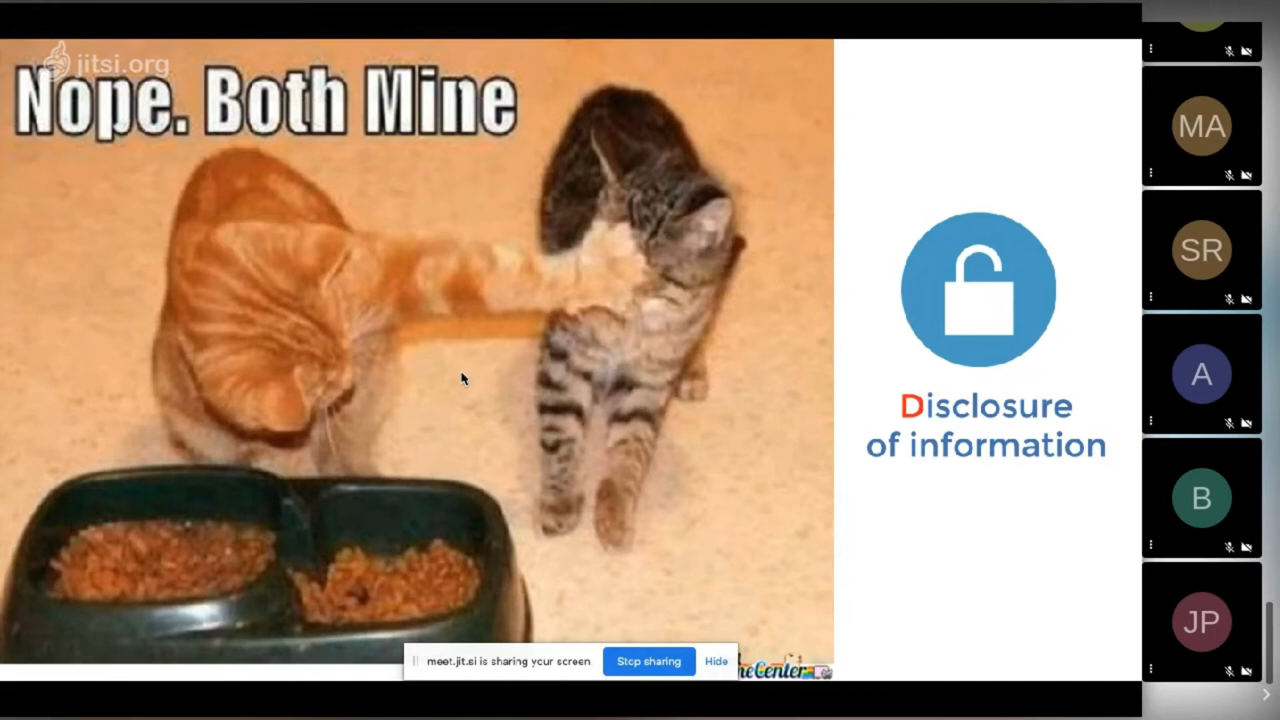 jitsi.org
Nope. Both Mine
MA
SR
A
B
JP
Disclosure
of information
meet.jit.si is sharing your screen
Stop sharing
Hide